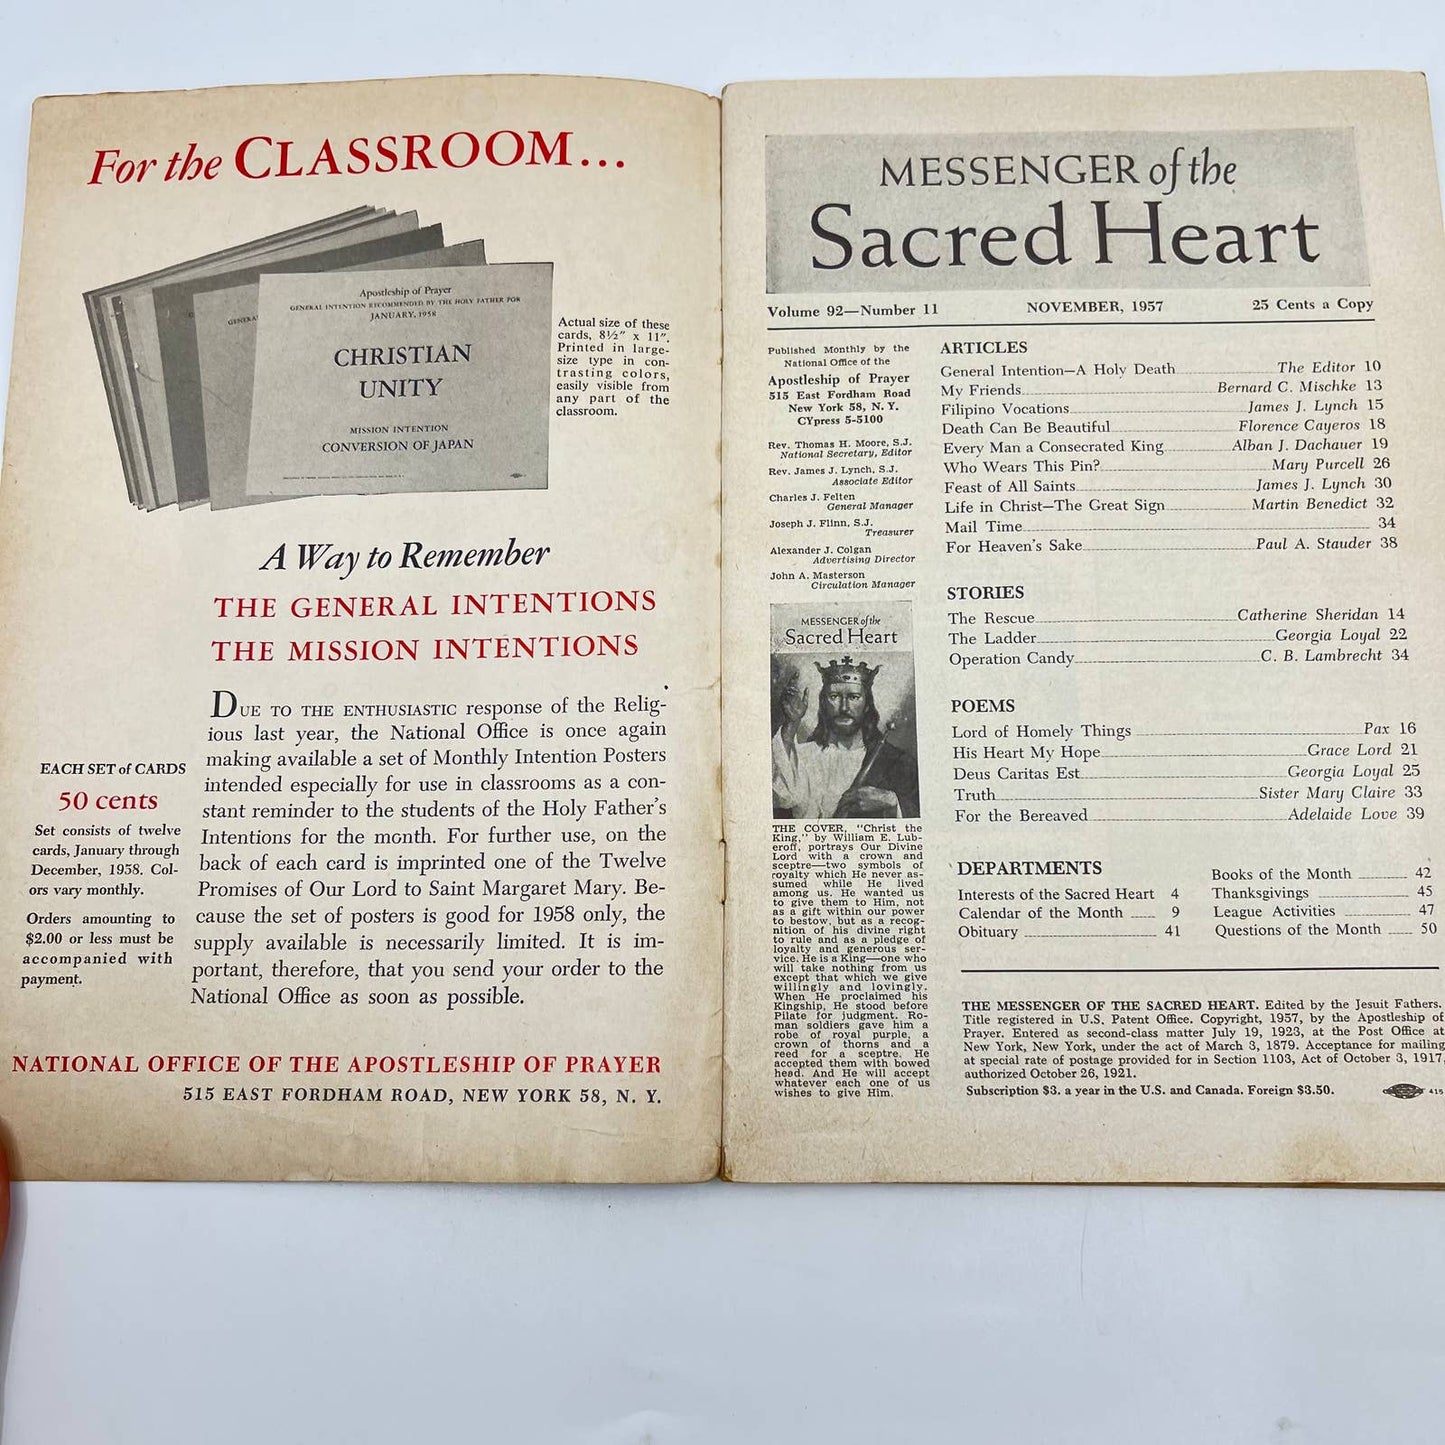 For the CLASSROOM...
Apostleship of Prayer
GENERAL INTENTION RECOMMENDED BY THE HOLY FATHER FOR
JANUARY, 1958
CHRISTIAN
UNITY
MISSION INTENTION
CONVERSION OF JAPAN
Actual size of these
cards, 8½″ x 11″.
Printed in large-
size type in con-
trasting colors,
easily visible from
any part of the
classroom.
A Way to Remember
THE GENERAL INTENTIONS
THE MISSION INTENTIONS
DUE TO THE ENTHUSIASTIC response of the Relig-
ious last year, the National Office is once again
making available a set of Monthly Intention Posters
intended especially for use in classrooms as a con-
stant reminder to the students of the Holy Father's
Intentions for the month. For further use, on the
back of each card is imprinted one of the Twelve
Promises of Our Lord to Saint Margaret Mary. Be-
cause the set of posters is good for 1958 only, the
supply available is necessarily limited. It is im-
portant, therefore, that you send your order to the
National Office as soon as possible.
EACH SET of CARDS
50 cents
Set consists of twelve
cards, January through
December, 1958. Col-
ors vary monthly.
Orders amounting to
$2.00 or less must be
accompanied with
payment.
NATIONAL OFFICE OF THE APOSTLESHIP OF PRAYER
515 EAST FORDHAM ROAD, NEW YORK 58, N. Y.
MESSENGER of the
Sacred Heart
Volume 92—Number 11 NOVEMBER, 1957 25 Cents a Copy
Published Monthly by the
National Office of the
Apostleship of Prayer
515 East Fordham Road
New York 58, N. Y.
CYpress 5-5100
Rev. Thomas H. Moore, S.J.
National Secretary, Editor
Rev. James J. Lynch, S.J.
Associate Editor
Charles J. Felten
General Manager
Joseph J. Flinn, S.J.
Treasurer
Alexander J. Colgan
Advertising Director
John A. Masterson
Circulation Manager
MESSENGER of the
Sacred Heart
THE COVER, "Christ the
King," by William E. Lub-
eroff, portrays Our Divine
Lord with a crown and
sceptre—two symbols of
royalty which He never as-
sumed while He lived
among us. He wanted us
to give them to Him, not
as a gift within our power
to bestow, but as a recog-
nition of his divine right
to rule and as a pledge of
loyalty and generous ser-
vice. He is a King—one who
will take nothing from us
except that which we give
willingly and lovingly.
When He proclaimed his
Kingship, He stood before
Pilate for judgment. Ro-
man soldiers gave him a
robe of royal purple, a
crown of thorns and a
reed for a sceptre. He
accepted them with bowed
head. And He will accept
whatever each one of us
wishes to give Him.
ARTICLES
General Intention—A Holy Death The Editor 10
My Friends Bernard C. Mischke 13
Filipino Vocations James J. Lynch 15
Death Can Be Beautiful Florence Cayeros 18
Every Man a Consecrated King Alban J. Dachauer 19
Who Wears This Pin? Mary Purcell 26
Feast of All Saints James J. Lynch 30
Life in Christ—The Great Sign Martin Benedict 32
Mail Time 34
For Heaven's Sake Paul A. Stauder 38
STORIES
The Rescue Catherine Sheridan 14
The Ladder Georgia Loyal 22
Operation Candy C. B. Lambrecht 34
POEMS
Lord of Homely Things Pax 16
His Heart My Hope Grace Lord 21
Deus Caritas Est Georgia Loyal 25
Truth Sister Mary Claire 33
For the Bereaved Adelaide Love 39
DEPARTMENTS
Interests of the Sacred Heart 4
Calendar of the Month 9
Obituary 41
Books of the Month 42
Thanksgivings 45
League Activities 47
Questions of the Month 50
THE MESSENGER OF THE SACRED HEART. Edited by the Jesuit Fathers.
Title registered in U.S. Patent Office. Copyright, 1957, by the Apostleship of
Prayer. Entered as second-class matter July 19, 1923, at the Post Office at
New York, New York, under the act of March 3, 1879. Acceptance for mailing
at special rate of postage provided for in Section 1103, Act of October 3, 1917,
authorized October 26, 1921.
Subscription $3. a year in the U.S. and Canada. Foreign $3.50.
415